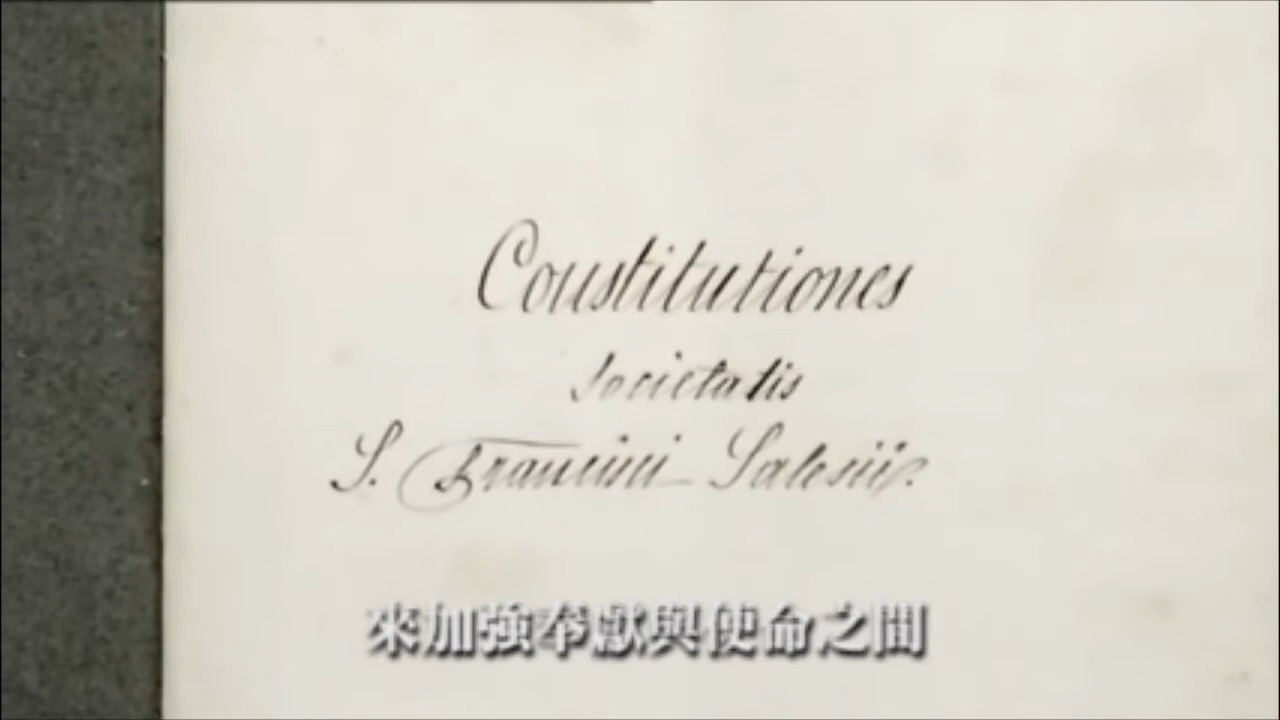 Constitutiones
Societatis
S. Francisci Salesii.
來加強奉獻與使命之間